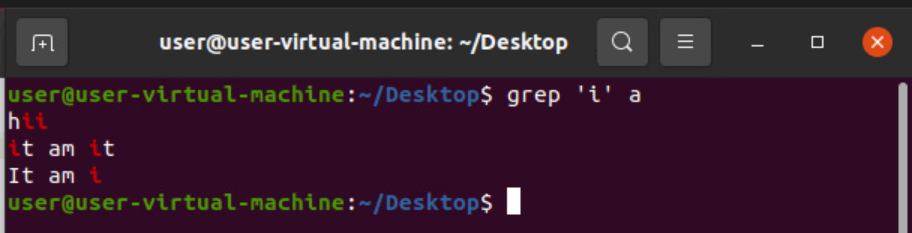 user@user-virtual-machine: ~/Desktop
user@user-virtual-machine:~/Desktop$ grep 'i' a
hii
it am it
It am i
user@user-virtual-machine:~/Desktop$